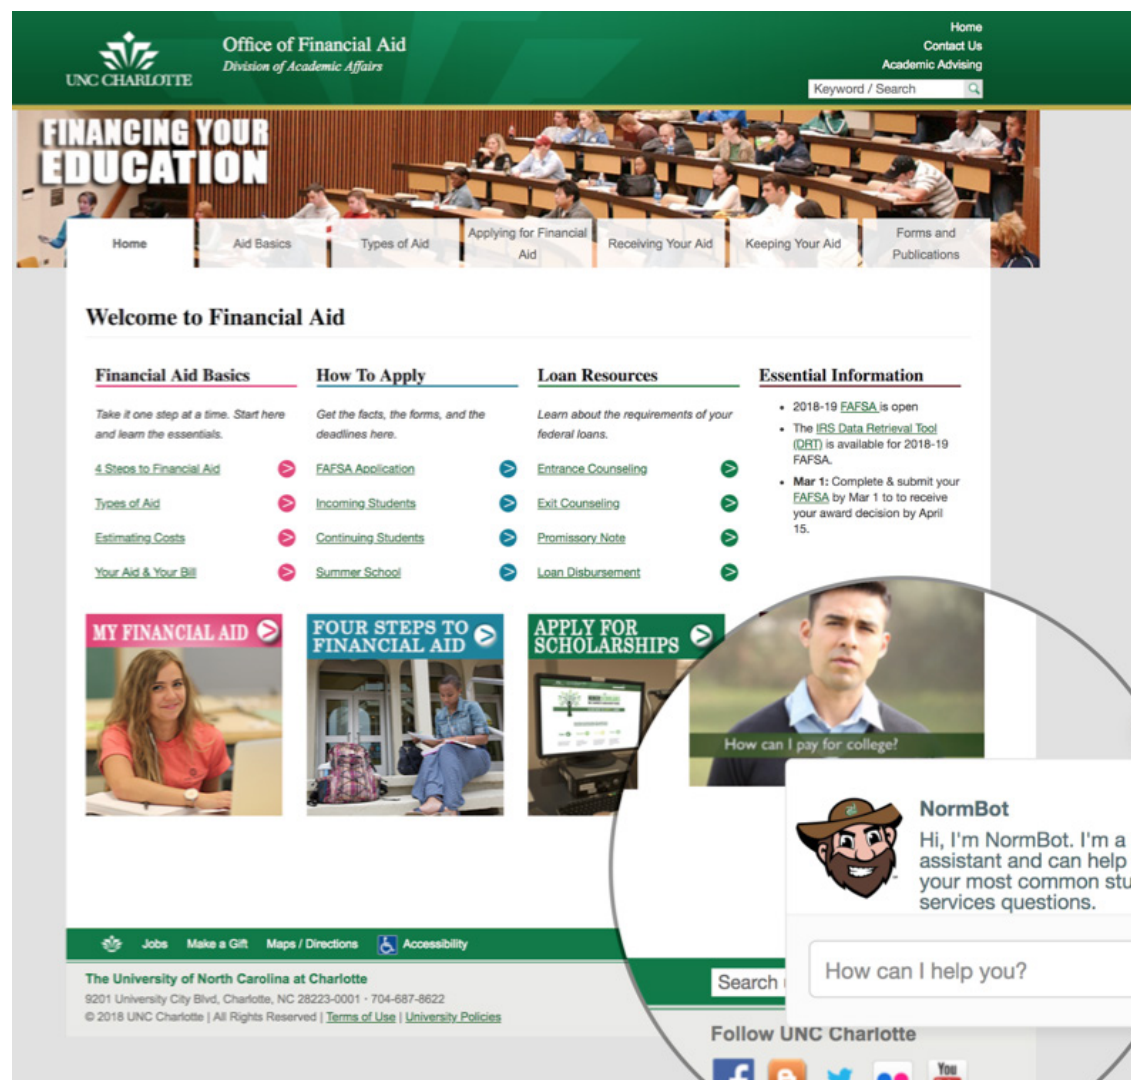 UNC CHARLOTTE
Office of Financial Aid
Division of Academic Affairs
Home
Contact Us
Academic Advising
Keyword / Search
FINANCING YOUR
EDUCATION
Home
Aid Basics
Types of Aid
Applying for Financial
Aid
Receiving Your Aid
Keeping Your Aid
Forms and
Publications
Welcome to Financial Aid
Financial Aid Basics
Take it one step at a time. Start here
and learn the essentials.
4 Steps to Financial Aid
Types of Aid
Estimating Costs
Your Aid & Your Bill
How To Apply
Get the facts, the forms, and the
deadlines here.
FAFSA Application
Incoming Students
Continuing Students
Summer School
Loan Resources
Learn about the requirements of your
federal loans.
Entrance Counseling
Exit Counseling
Promissory Note
Loan Disbursement
Essential Information
• 2018-19 FAFSA is open
• The IRS Data Retrieval Tool
(DRT) is available for 2018-19
FAFSA.
• Mar 1: Complete & submit your
FAFSA by Mar 1 to to receive
your award decision by April
15.
MY FINANCIAL AID
FOUR STEPS TO
FINANCIAL AID
APPLY FOR
SCHOLARSHIPS
How can I pay for college?
NormBot
Hi, I'm NormBot. I'm a
assistant and can help
your most common stu
services questions.
How can I help you?
Jobs
Make a Gift
Maps / Directions
Accessibility
Search
The University of North Carolina at Charlotte
9201 University City Blvd, Charlotte, NC 28223-0001 · 704-687-8622
© 2018 UNC Charlotte | All Rights Reserved | Terms of Use | University Policies
Follow UNC Charlotte
You